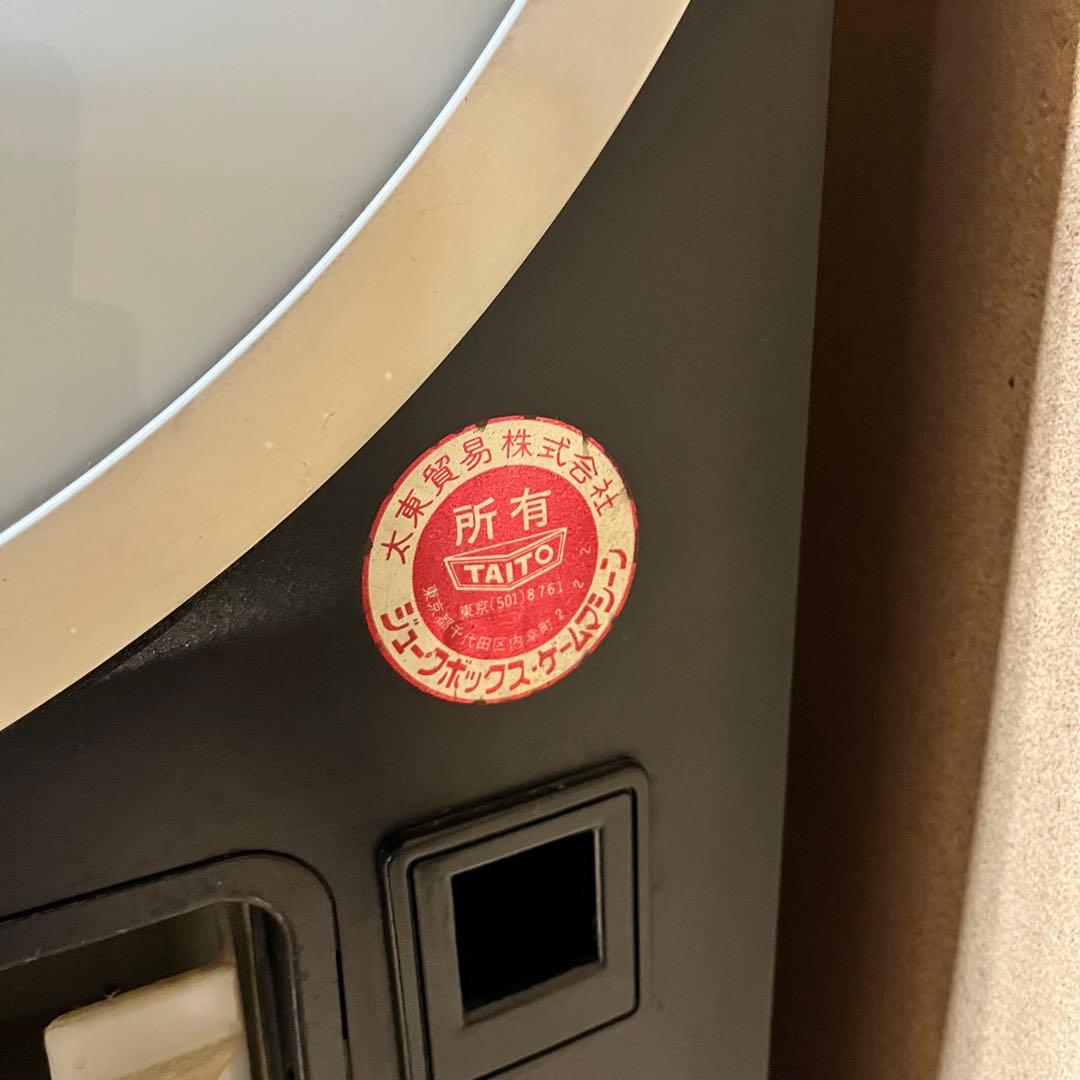 太東貿易株式会社
所有
TAITO
東京(501)8761
東京都千代田区内幸町2 2 2
ジュークボックス・ゲームマシーン